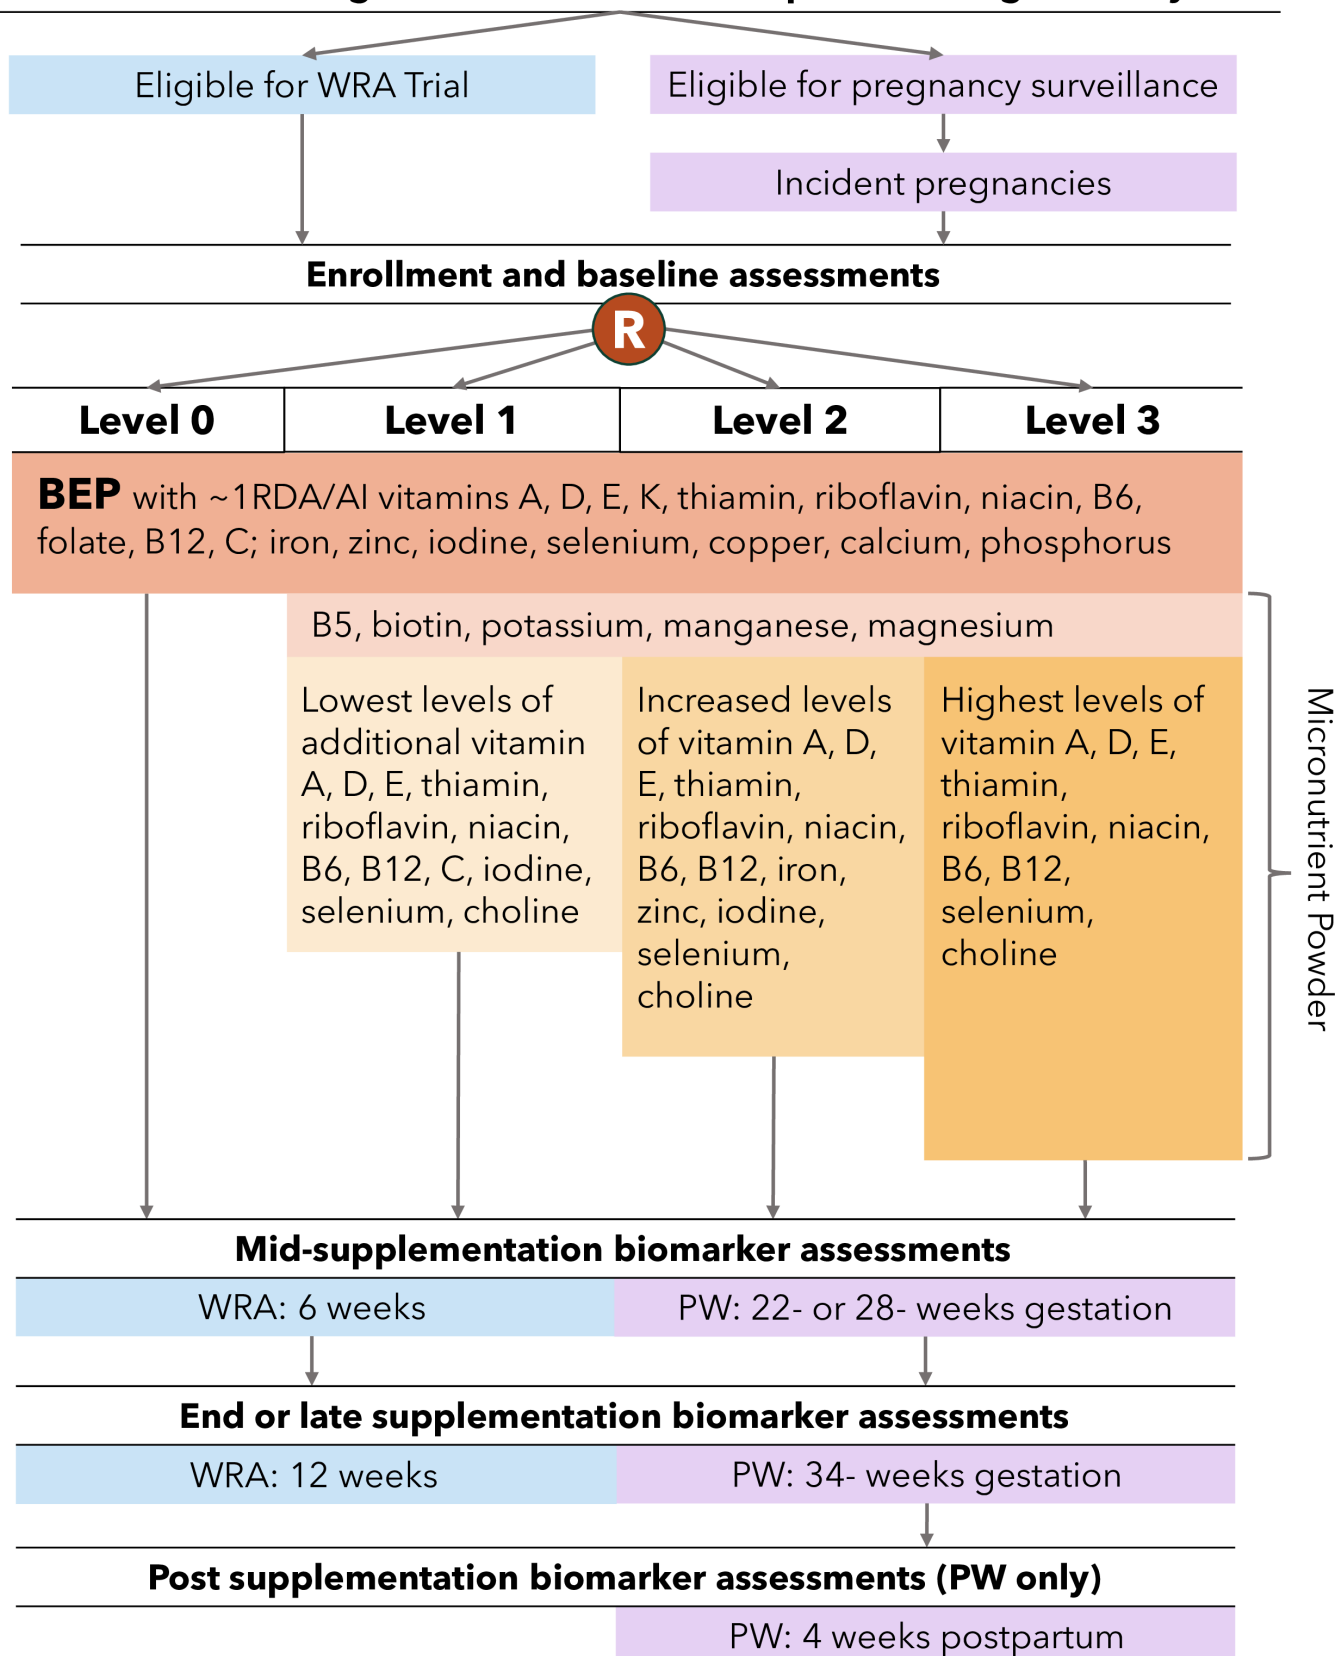 Eligible for WRA Trial
Eligible for pregnancy surveillance
Incident pregnancies
Enrollment and baseline assessments
R
Level 0
Level 1
Level 2
Level 3
BEP with ~1RDA/AI vitamins A, D, E, K, thiamin, riboflavin, niacin, B6,
folate, B12, C; iron, zinc, iodine, selenium, copper, calcium, phosphorus
B5, biotin, potassium, manganese, magnesium
Lowest levels of
additional vitamin
A, D, E, thiamin,
riboflavin, niacin,
B6, B12, C, iodine,
selenium, choline
Increased levels
of vitamin A, D,
E, thiamin,
riboflavin, niacin,
B6, B12, iron,
zinc, iodine,
selenium,
choline
Highest levels of
vitamin A, D, E,
thiamin,
riboflavin, niacin,
B6, B12,
selenium,
choline
Micronutrient Powder
Mid-supplementation biomarker assessments
WRA: 6 weeks
PW: 22- or 28- weeks gestation
End or late supplementation biomarker assessments
WRA: 12 weeks
PW: 34- weeks gestation
Post supplementation biomarker assessments (PW only)
PW: 4 weeks postpartum